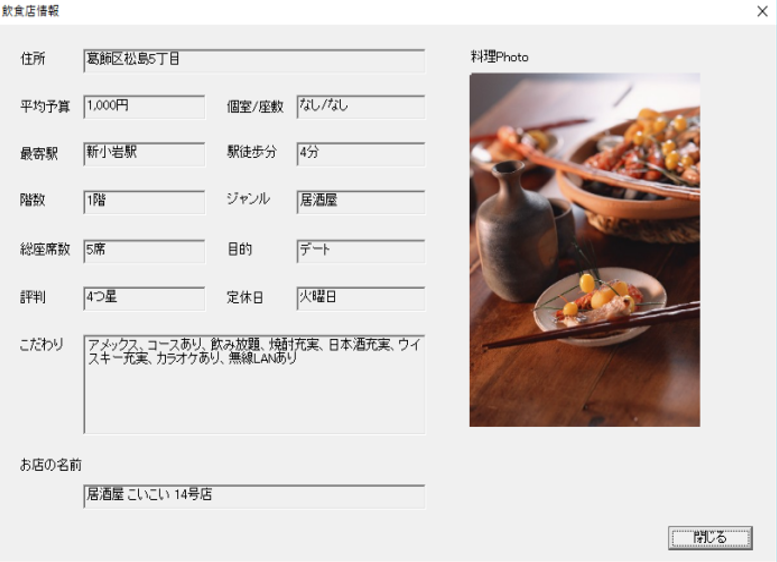 飲食店情報
住所 葛飾区松島5丁目
料理Photo
平均予算 1,000円 個室/座敷 なし/なし
最寄駅 新小岩駅 駅徒歩分 4分
階数 1階 ジャンル 居酒屋
総座席数 5席 目的 デート
評判 4つ星 定休日 火曜日
こだわり アメックス、コースあり、飲み放題、焼酎充実、日本酒充実、ウイ
スキー充実、カラオケあり、無線LANあり
お店の名前
居酒屋 こいこい 14号店
閉じる